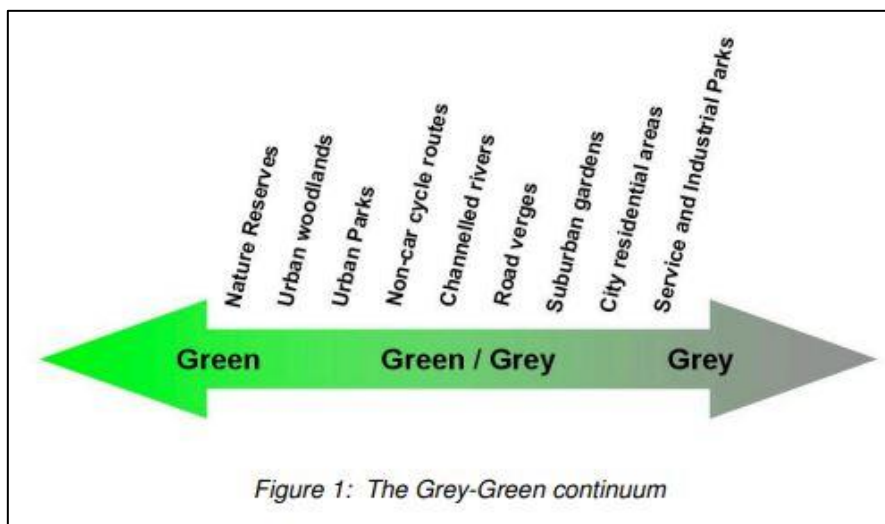 Nature Reserves
Urban woodlands
Urban Parks
Non-car cycle routes
Channelled rivers
Road verges
Suburban gardens
City residential areas
Service and Industrial Parks
Green
Green / Grey
Grey
Figure 1: The Grey-Green continuum